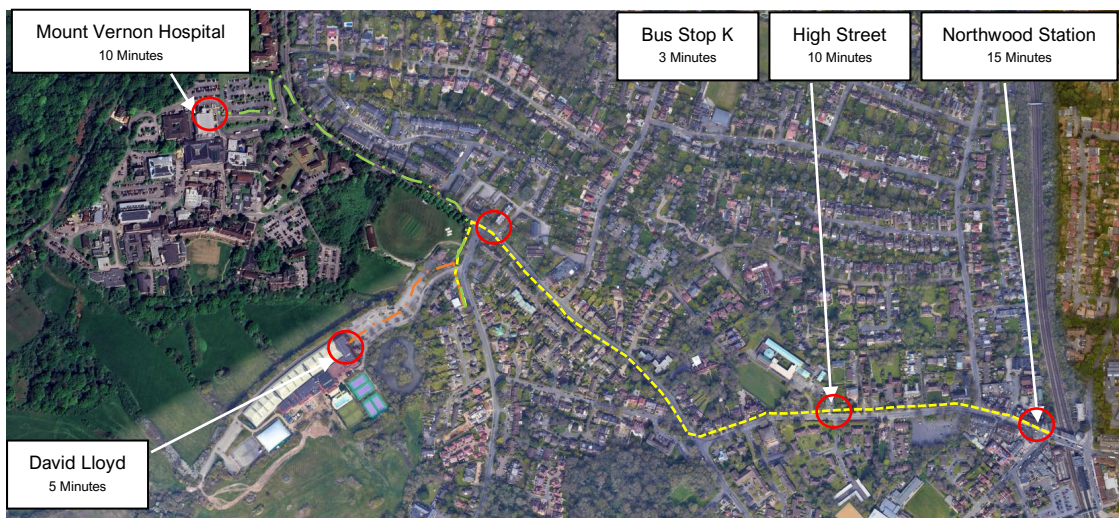 Mount Vernon Hospital
10 Minutes
Bus Stop K
3 Minutes
High Street
10 Minutes
Northwood Station
15 Minutes
David Lloyd
5 Minutes